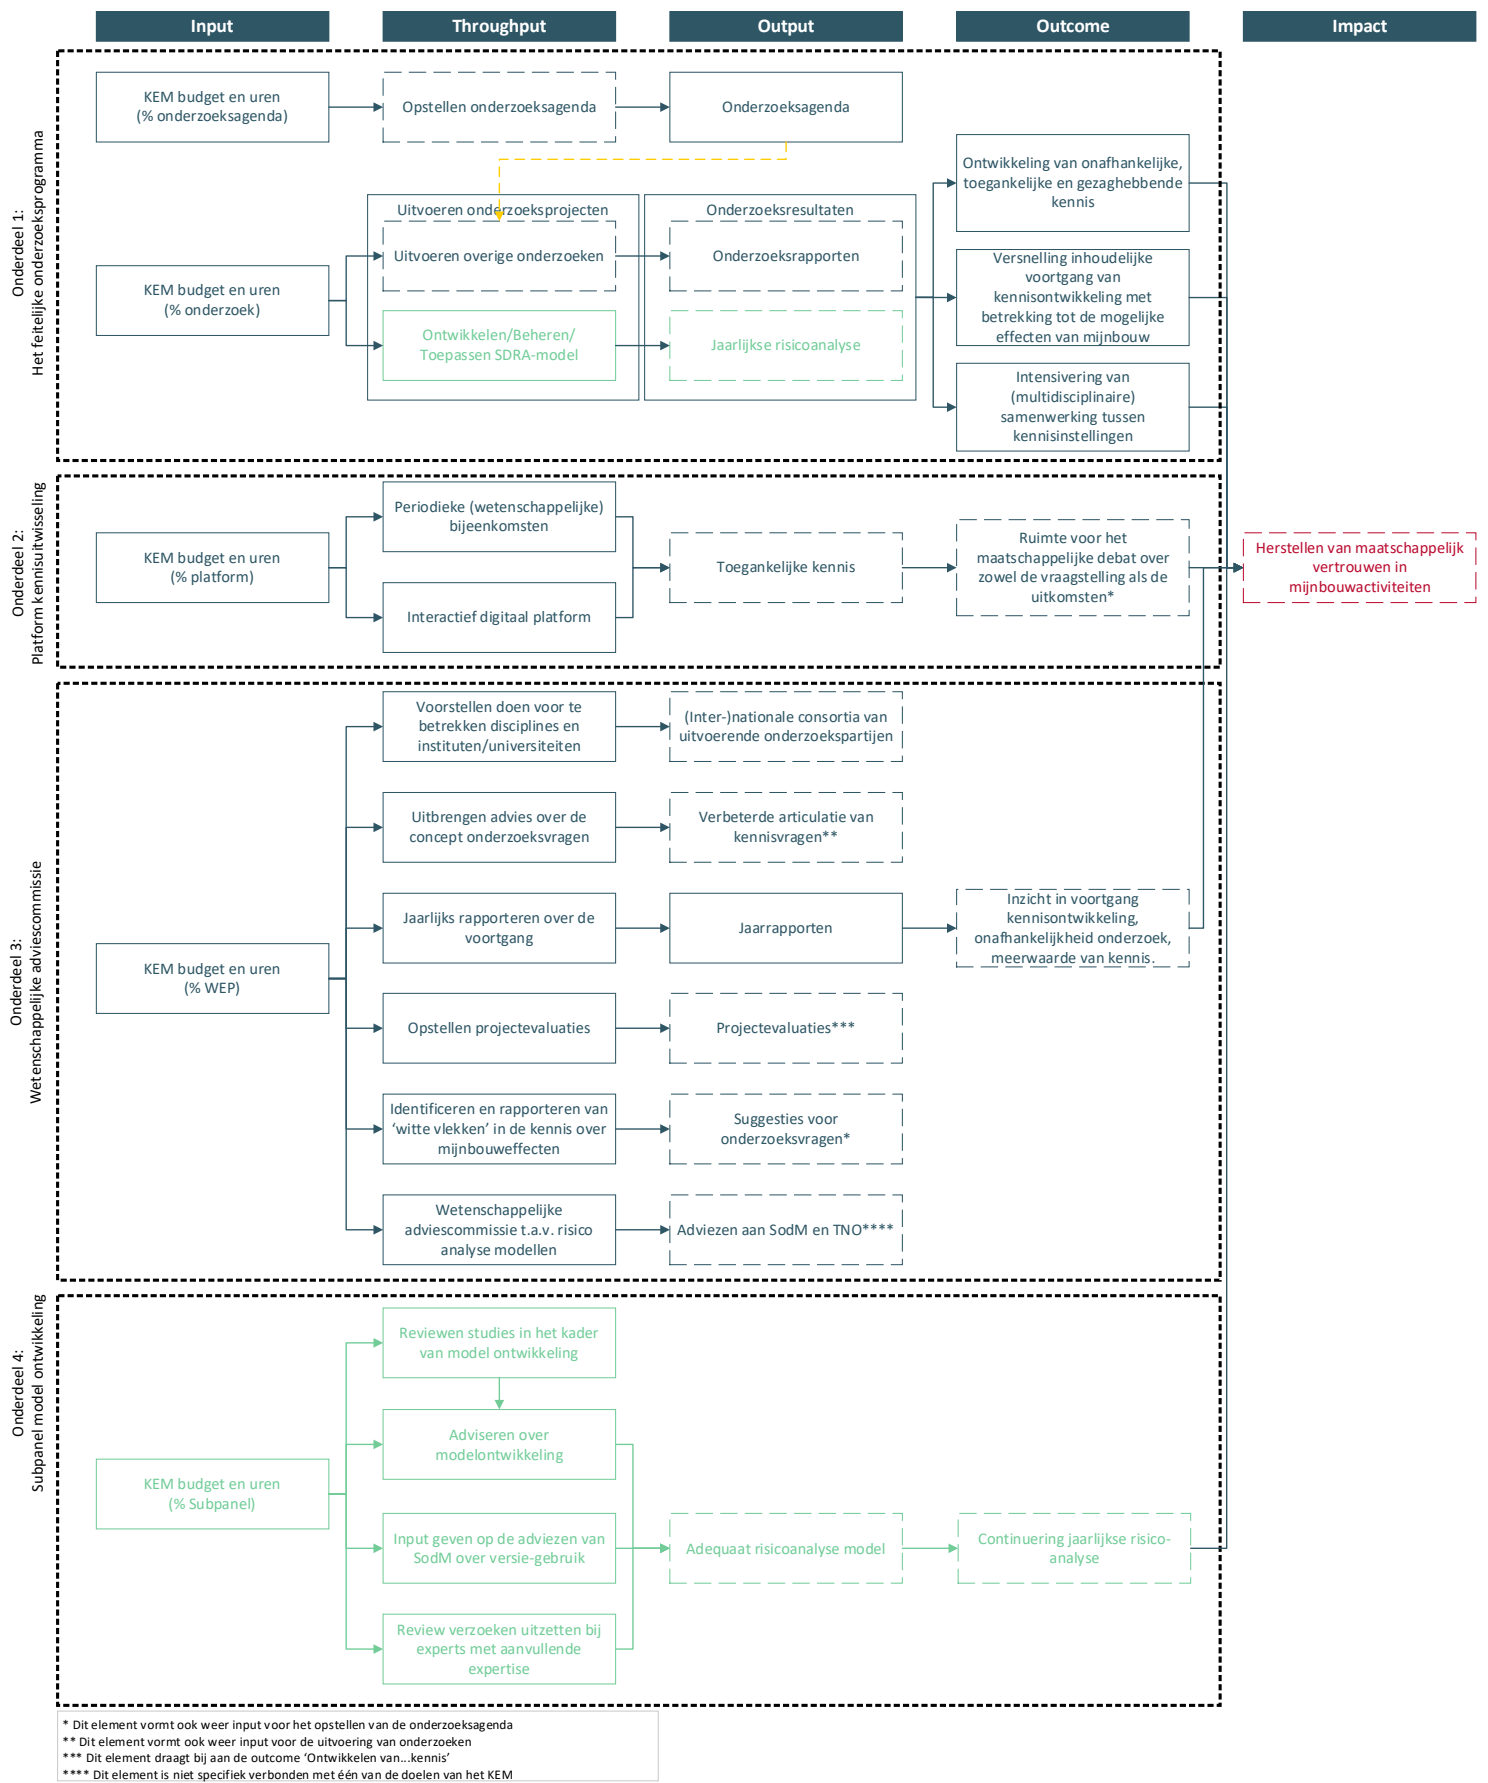 Input
Throughput
Output
Outcome
Impact
Onderdeel 1:
Het feitelijke onderzoeksprogramma
KEM budget en uren
(% onderzoeksagenda)
Opstellen onderzoeksagenda
Onderzoeksagenda
KEM budget en uren
(% onderzoek)
Uitvoeren onderzoeksprojecten
Uitvoeren overige onderzoeken
Ontwikkelen/Beheren/
Toepassen SDRA-model
Onderzoeksresultaten
Onderzoeksrapporten
Jaarlijkse risicoanalyse
Ontwikkeling van onafhankelijke,
toegankelijke en gezaghebbende
kennis
Versnelling inhoudelijke
voortgang van
kennisontwikkeling met
betrekking tot de mogelijke
effecten van mijnbouw
Intensivering van
(multidisciplinaire)
samenwerking tussen
kennisinstellingen
Onderdeel 2:
Platform kennisuitwisseling
KEM budget en uren
(% platform)
Periodieke (wetenschappelijke)
bijeenkomsten
Interactief digitaal platform
Toegankelijke kennis
Ruimte voor het
maatschappelijke debat over
zowel de vraagstelling als de
uitkomsten*
Herstellen van maatschappelijk
vertrouwen in
mijnbouwactiviteiten
Onderdeel 3:
Wetenschappelijke adviescommissie
KEM budget en uren
(% WEP)
Voorstellen doen voor te
betrekken disciplines en
instituten/universiteiten
(Inter-)nationale consortia van
uitvoerende onderzoekspartijen
Uitbrengen advies over de
concept onderzoeksvragen
Verbeterde articulatie van
kennisvragen**
Jaarlijks rapporteren over de
voortgang
Jaarrapporten
Inzicht in voortgang
kennisontwikkeling,
onafhankelijkheid onderzoek,
meerwaarde van kennis.
Opstellen projectevaluaties
Projectevaluaties***
Identificeren en rapporteren van
‘witte vlekken’ in de kennis over
mijnbouweffecten
Suggesties voor
onderzoeksvragen*
Wetenschappelijke
adviescommissie t.a.v. risico
analyse modellen
Adviezen aan SodM en TNO****
Onderdeel 4:
Subpanel model ontwikkeling
KEM budget en uren
(% Subpanel)
Reviewen studies in het kader
van model ontwikkeling
Adviseren over
modelontwikkeling
Input geven op de adviezen van
SodM over versie-gebruik
Review verzoeken uitzetten bij
experts met aanvullende
expertise
Adequaat risicoanalyse model
Continuering jaarlijkse risico-
analyse
* Dit element vormt ook weer input voor het opstellen van de onderzoeksagenda
** Dit element vormt ook weer input voor de uitvoering van onderzoeken
*** Dit element draagt bij aan de outcome ‘Ontwikkelen van...kennis’
**** Dit element is niet specifiek verbonden met één van de doelen van het KEM